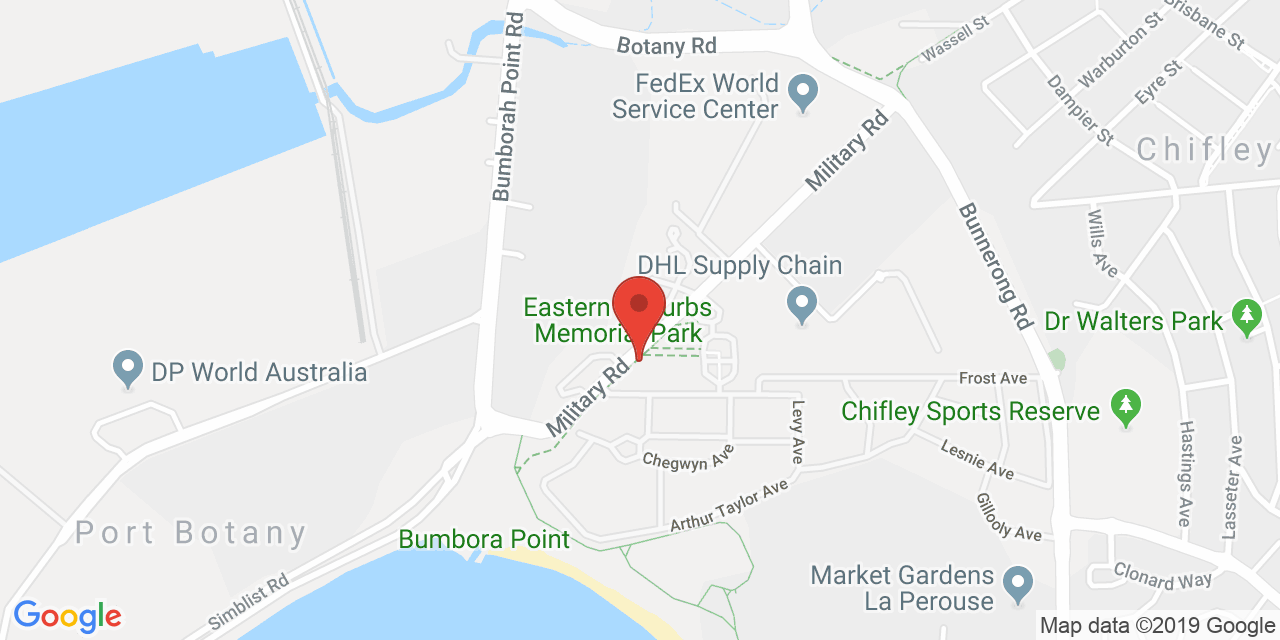 Brisbane St
Wassell St
Warburton St
Botany Rd
Bumborah Point Rd
FedEx World
Service Center
Eyre St
Dampier St
Military Rd
Chifley
Bunnerong Rd
Wills Ave
DHL Supply Chain
Eastern
urbs
Memorial Park
Dr Walters Park
DP World Australia
Military Rd
Frost Ave
Chifley Sports Reserve
Levy Ave
Hastings Ave
Lasseter Ave
Chegwyn Ave
Lesnie Ave
Arthur Taylor Ave
Gillooly Ave
Port Botany
Bumbora Point
Market Gardens
La Perouse
Clonard Way
Simblist Rd
Google
Map data ©2019 Google